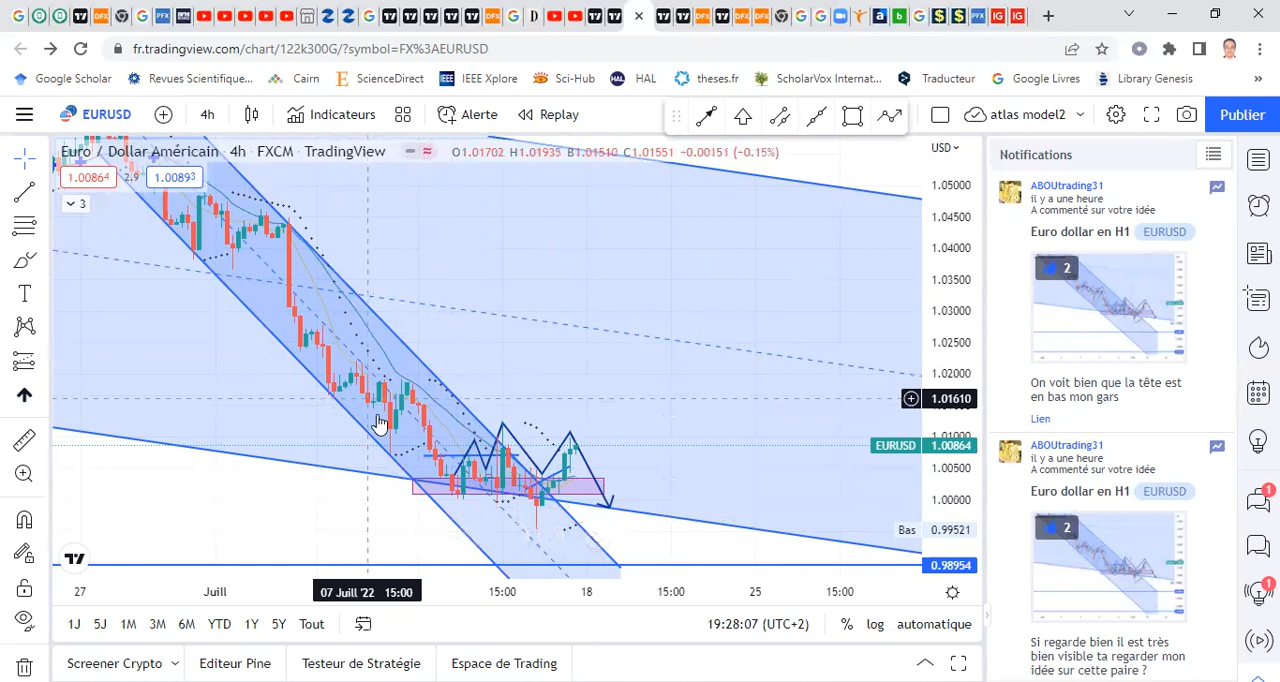 fr.tradingview.com/chart/122k300G/?symbol=FX%3AEURUSD
Google Scholar Revues Scientifique... Cairn ScienceDirect IEEE Xplore Sci-Hub HAL theses.fr ScholarVox Internat... Traducteur Google Livres Library Genesis »
EURUSD 4h Indicateurs Alerte Replay atlas model2 Publier
Euro / Dollar Américain · 4h · FXCM · TradingView O1.01702 H1.01935 B1.01510 C1.01551 −0.00151 (−0.15%)
USD
1.00864 2.9 1.00893
3
1.05000
1.04500
1.04000
1.03500
1.03000
1.02500
1.02000
1.01610
1.01000
EURUSD 1.00864
1.00500
1.00000
Bas 0.99521
0.98954
27 Juill 07 Juill '22 15:00 15:00 18 15:00 25 15:00
1J 5J 1M 3M 6M YTD 1A 5A Tout 19:28:07 (UTC+2) % log automatique
Screener Crypto Editeur Pine Testeur de Stratégie Espace de Trading
Notifications
ABOUtrading31
il y a une heure
A commenté sur votre idée
Euro dollar en H1 EURUSD
2
On voit bien que la tête est
en bas mon gars
Lien
ABOUtrading31
il y a une heure
A commenté sur votre idée
Euro dollar en H1 EURUSD
2
Si regarde bien il est très
bien visible ta regarder mon
idée sur cette paire ?
1
1